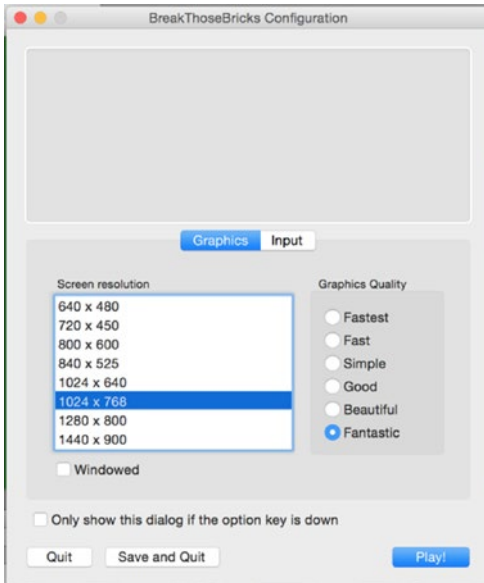 BreakThoseBricks Configuration
Graphics
Input
Screen resolution
640 x 480
720 x 450
800 x 600
840 x 525
1024 x 640
1024 x 768
1280 x 800
1440 x 900
Windowed
Graphics Quality
Fastest
Fast
Simple
Good
Beautiful
Fantastic
Only show this dialog if the option key is down
Quit
Save and Quit
Play!